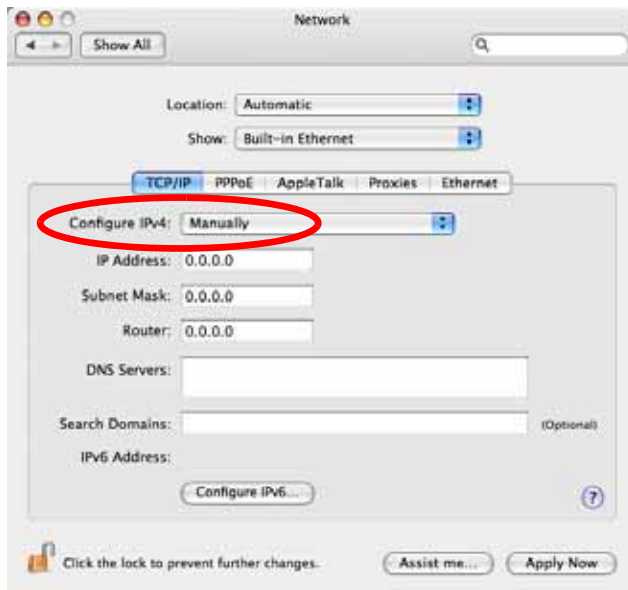 Network
Show All
Location: Automatic
Show: Built-in Ethernet
TCP/IP PPPoE AppleTalk Proxies Ethernet
Configure IPv4: Manually
IP Address: 0.0.0.0
Subnet Mask: 0.0.0.0
Router: 0.0.0.0
DNS Servers:
Search Domains: (Optional)
IPv6 Address:
Configure IPv6...
?
Click the lock to prevent further changes. Assist me... Apply Now